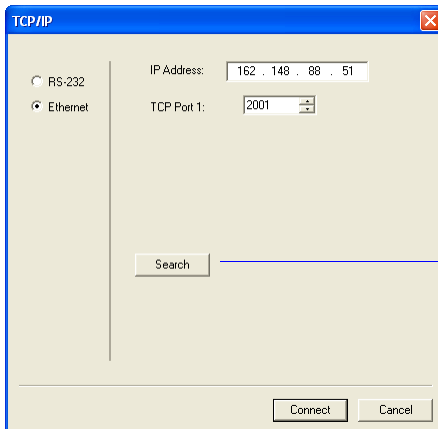 TCP/IP
RS-232
Ethernet
IP Address: 162 . 148 . 88 . 51
TCP Port 1: 2001
Search
Connect Cancel